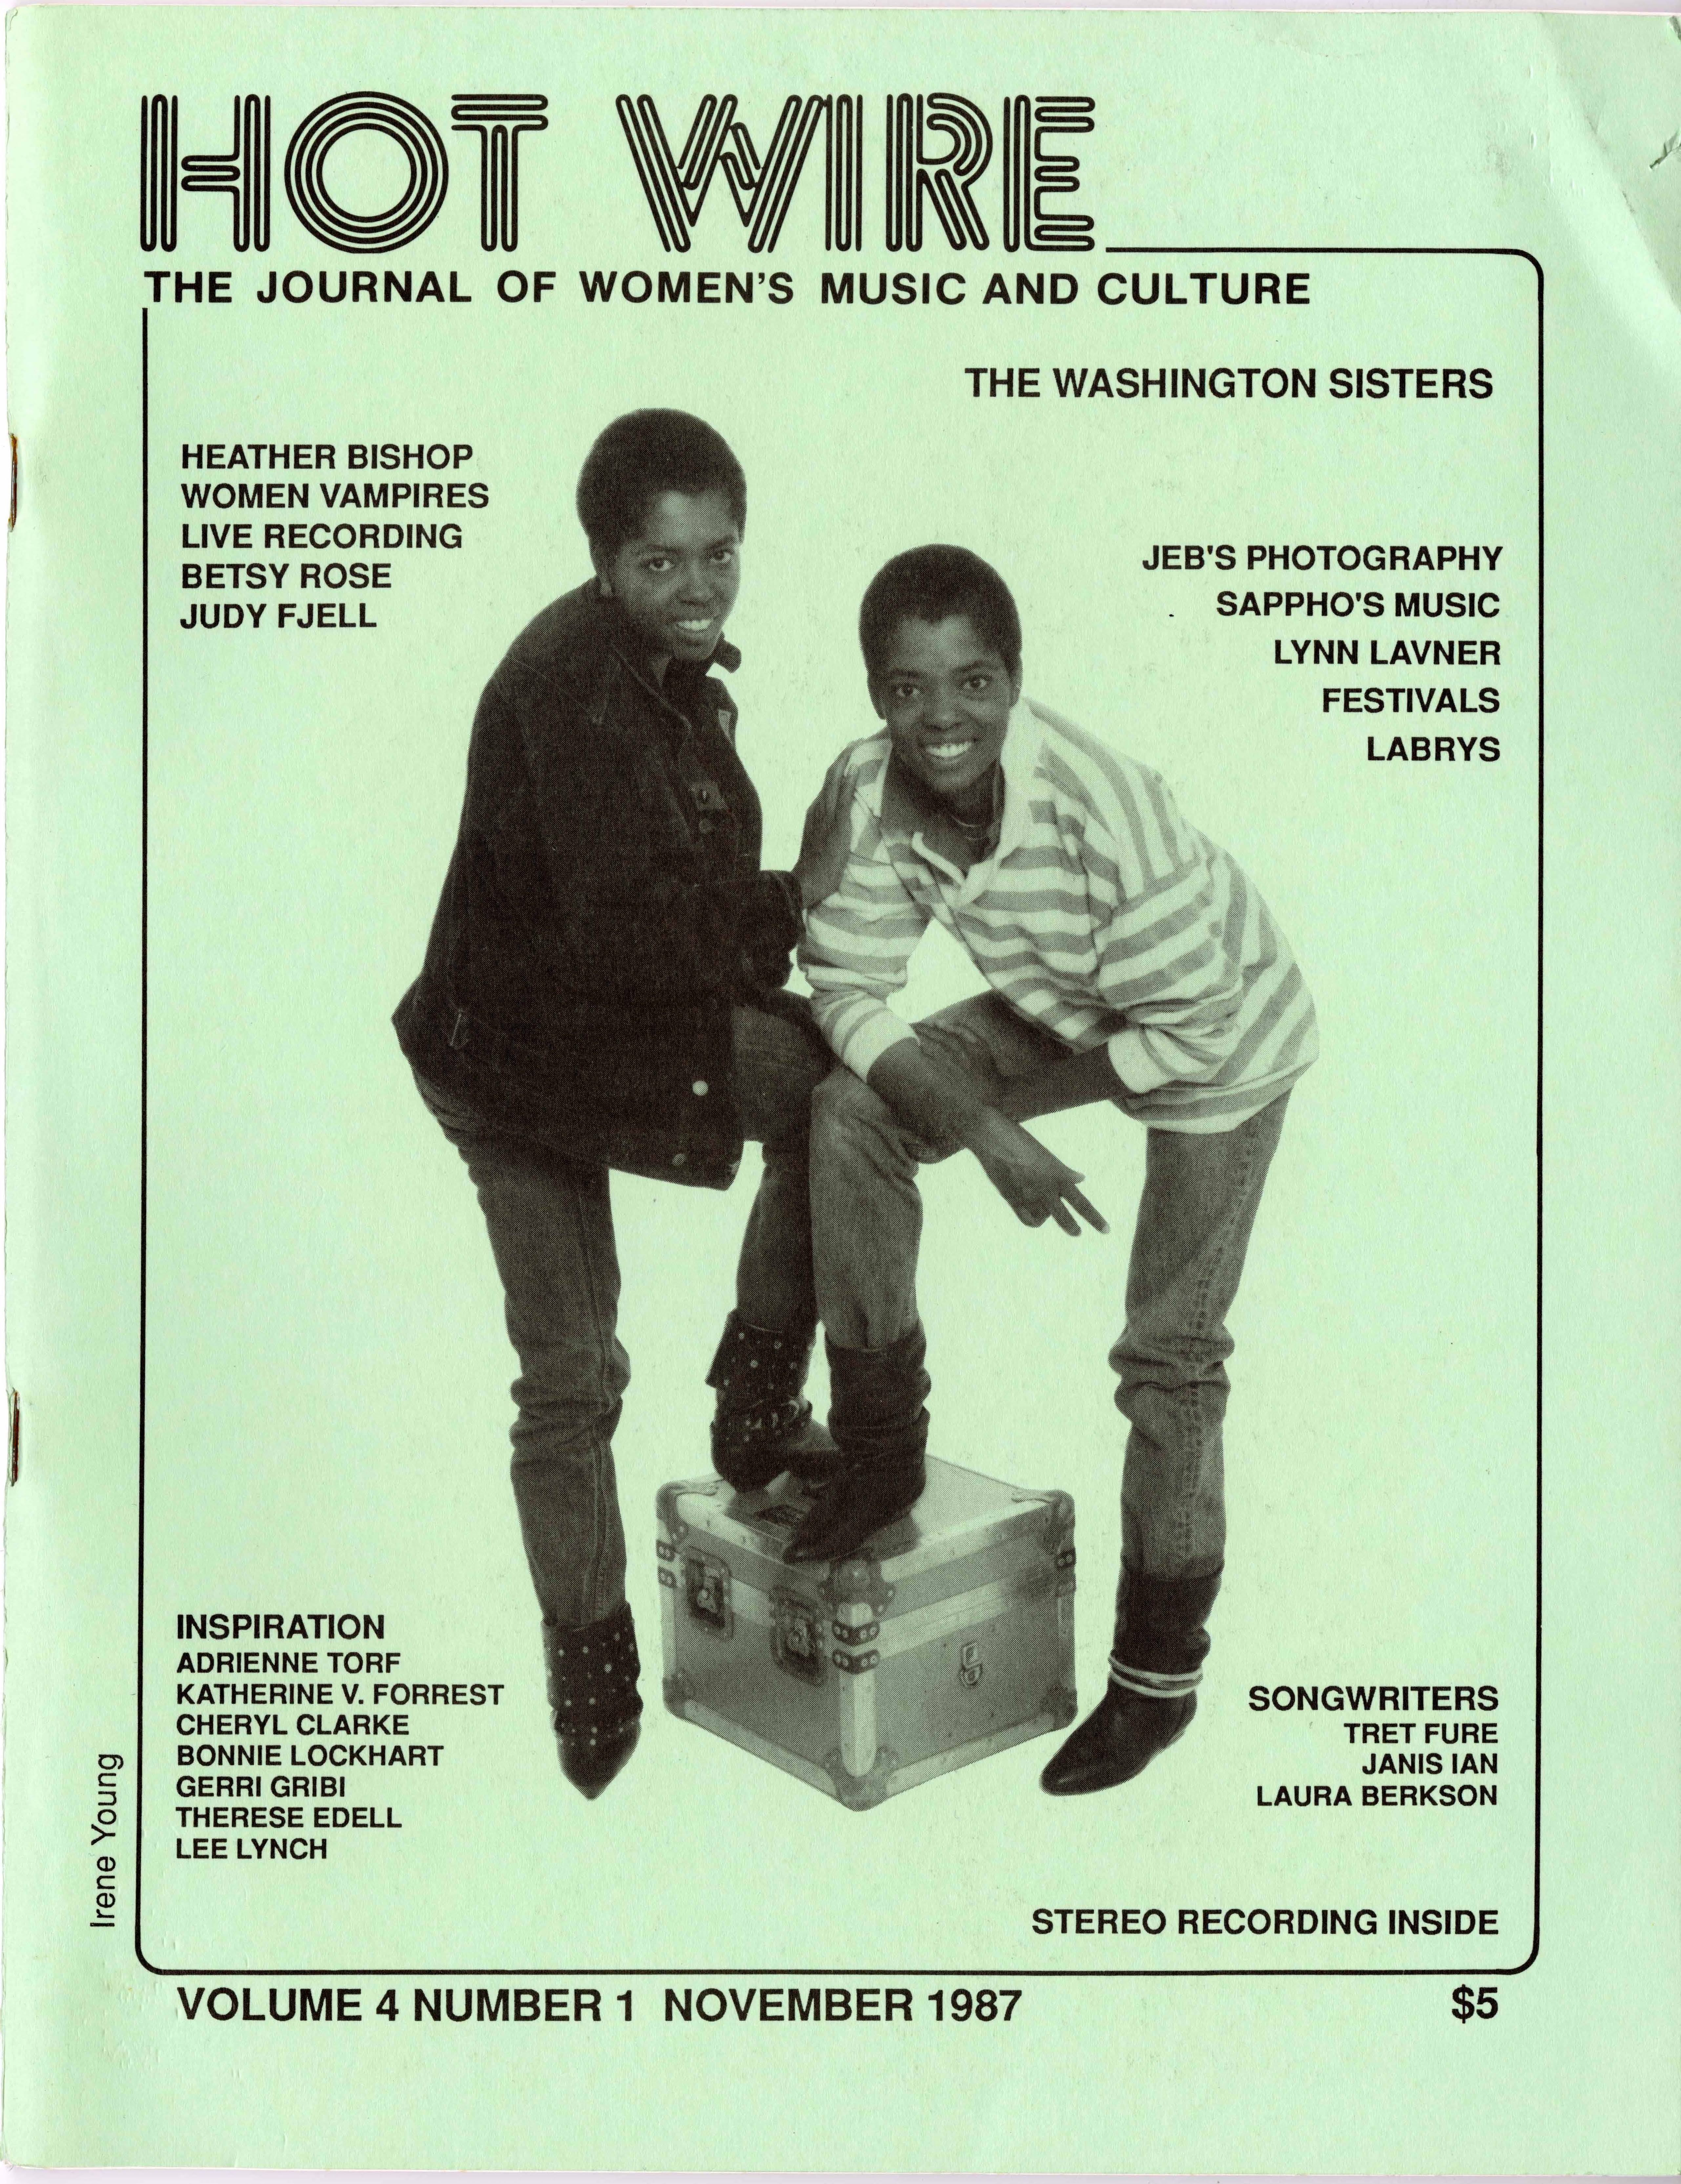 HOT WIRE
THE JOURNAL OF WOMEN'S MUSIC AND CULTURE
THE WASHINGTON SISTERS
HEATHER BISHOP
WOMEN VAMPIRES
LIVE RECORDING
BETSY ROSE
JUDY FJELL
JEB'S PHOTOGRAPHY
SAPPHO'S MUSIC
LYNN LAVNER
FESTIVALS
LABRYS
INSPIRATION
ADRIENNE TORF
KATHERINE V. FORREST
CHERYL CLARKE
BONNIE LOCKHART
GERRI GRIBI
THERESE EDELL
LEE LYNCH
SONGWRITERS
TRET FURE
JANIS IAN
LAURA BERKSON
Irene Young
STEREO RECORDING INSIDE
VOLUME 4 NUMBER 1 NOVEMBER 1987
$5